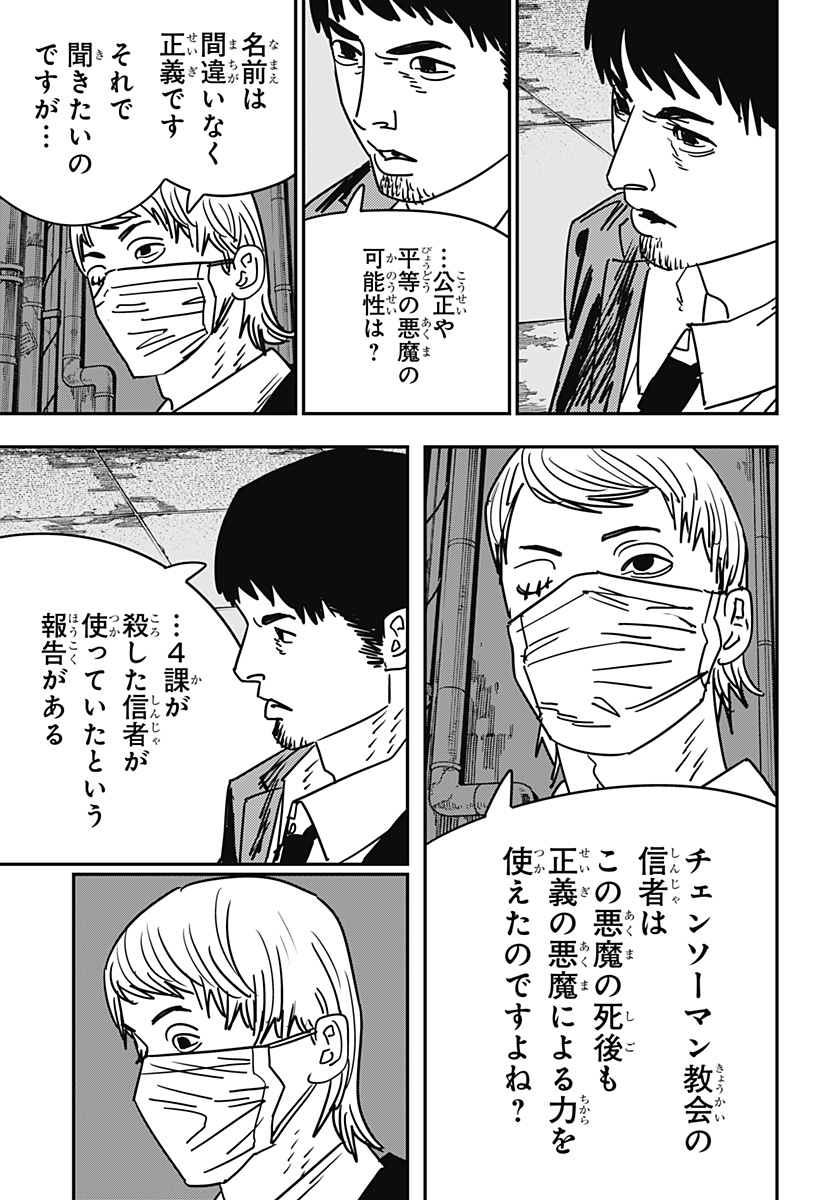 …公正や
平等の悪魔の
可能性は？
名前は
間違いなく
正義です
それで
聞きたいの
ですが…
チェンソーマン教会の
信者は
この悪魔の死後も
正義の悪魔による力を
使えたのですよね？
…４課が
殺した信者が
使っていたという
報告がある